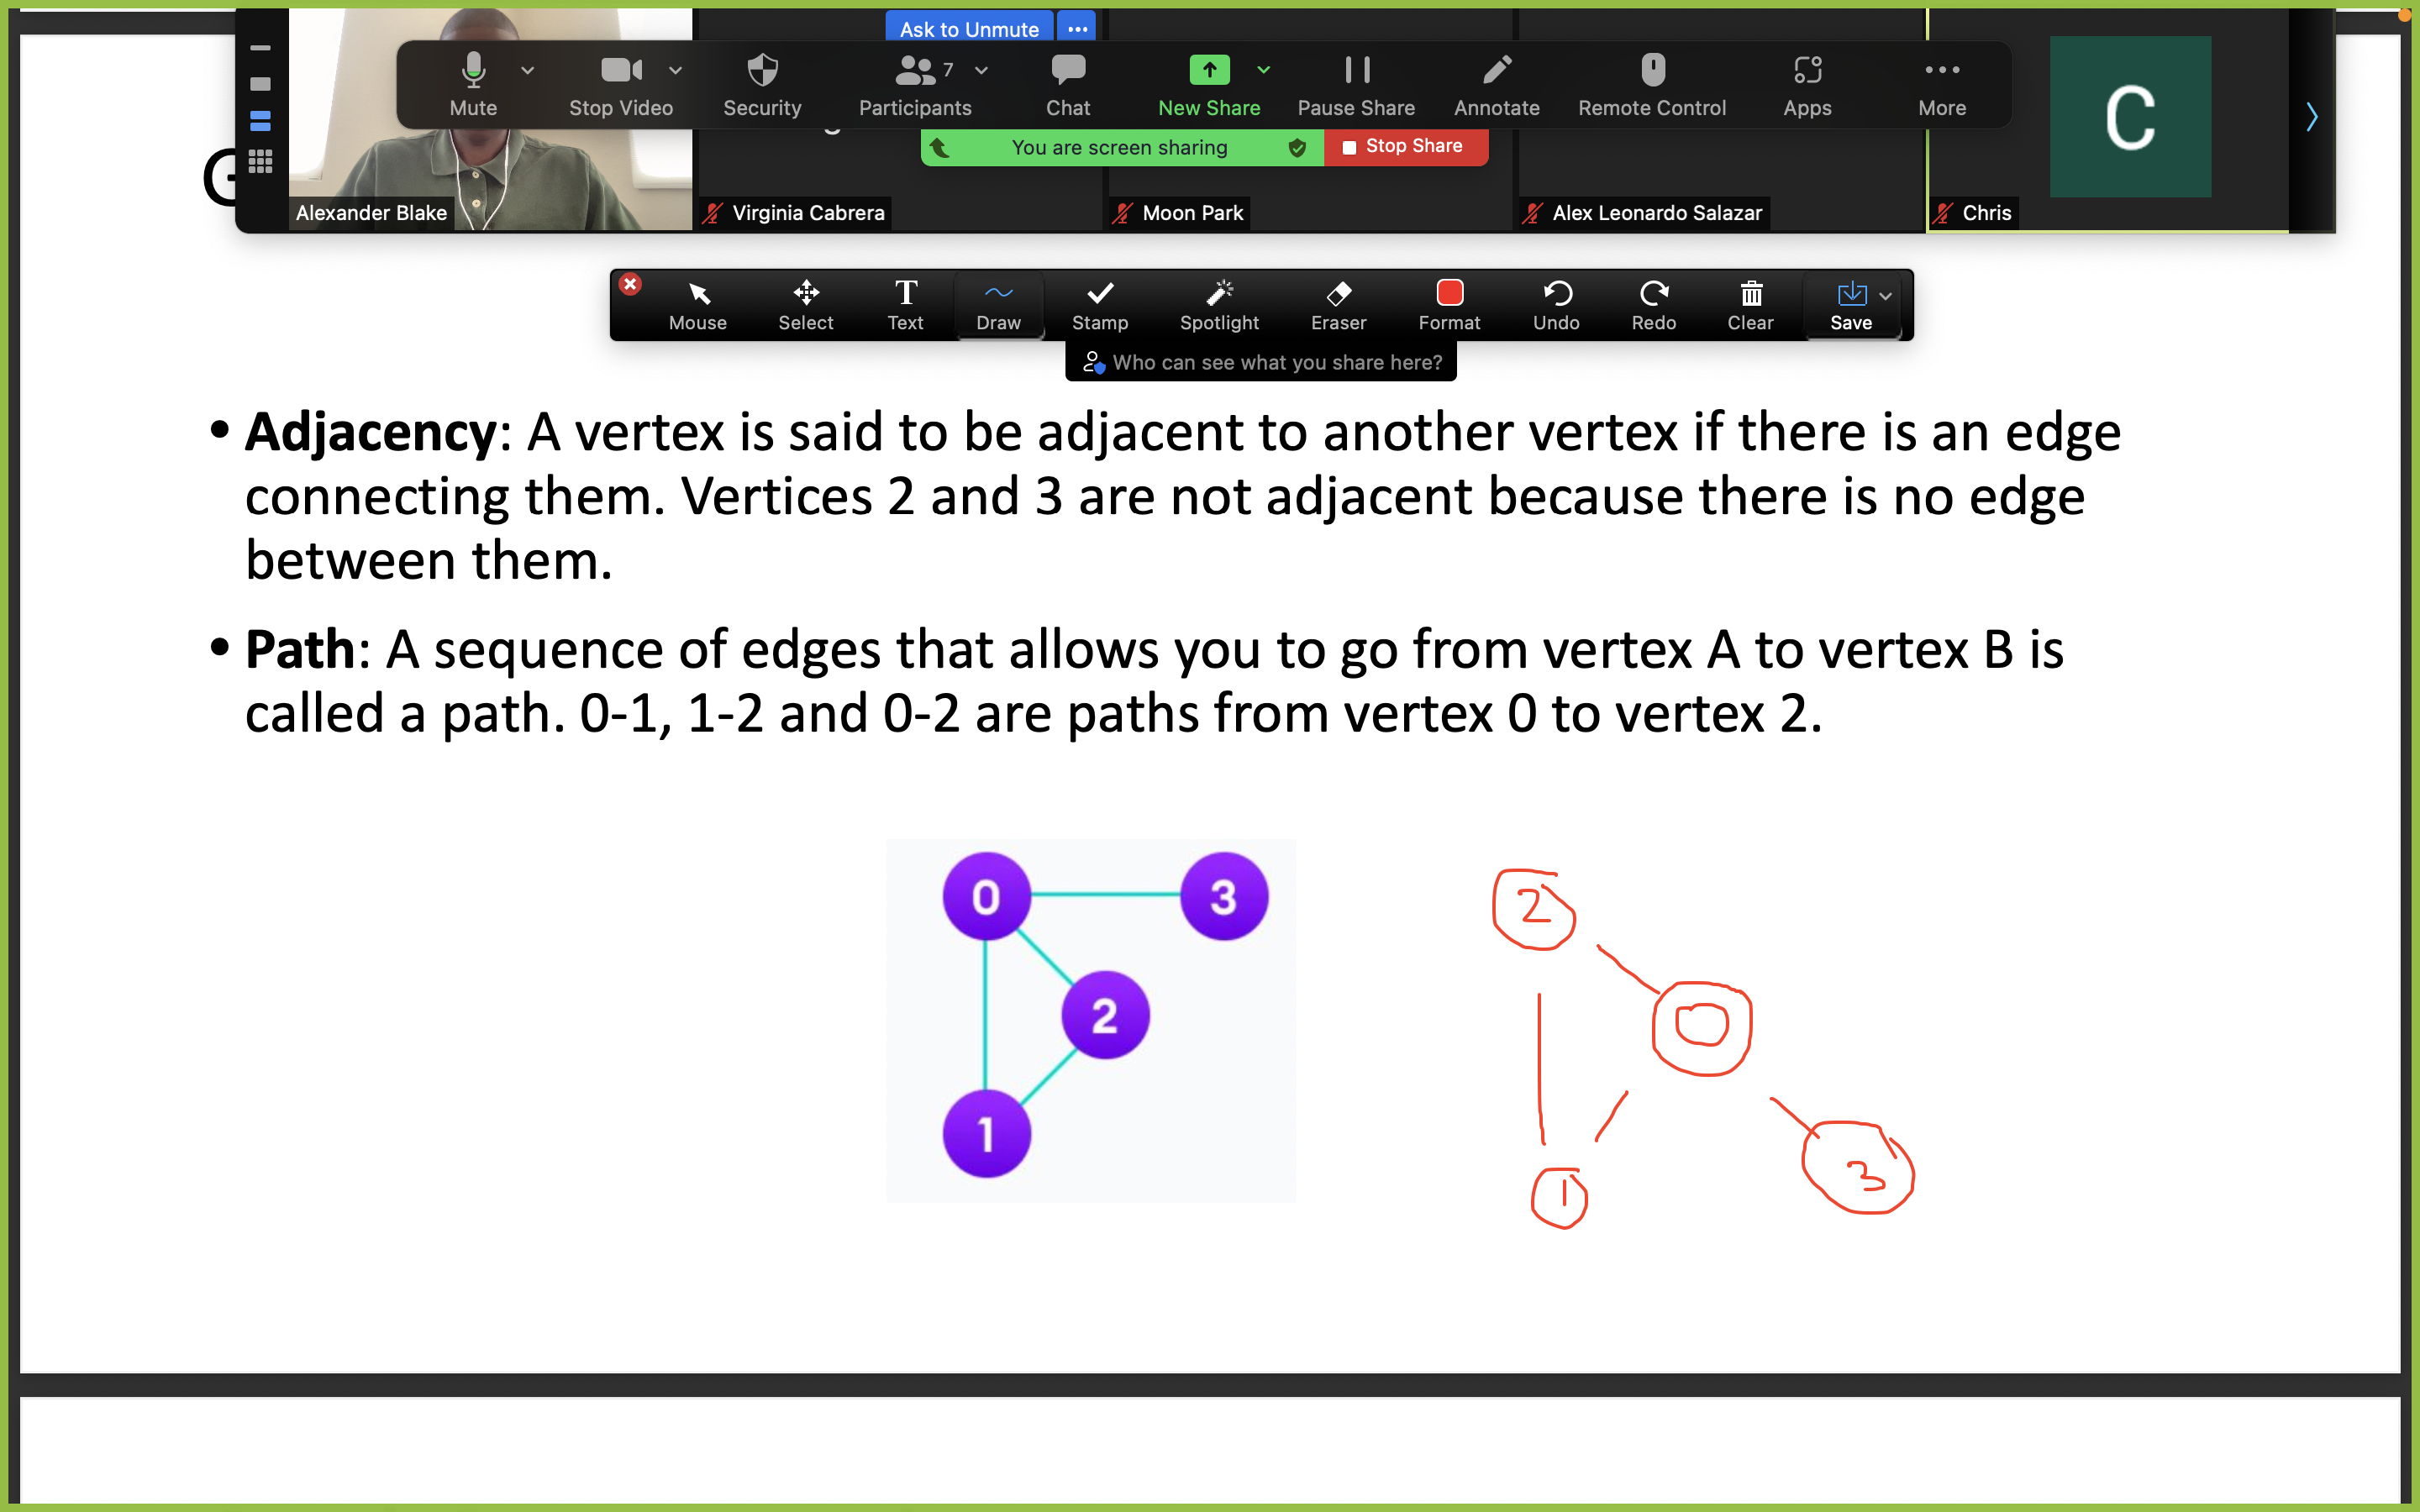 Ask to Unmute
Mute
Stop Video
Security
7
Participants
Chat
New Share
Pause Share
Annotate
Remote Control
Apps
More
C
You are screen sharing
Stop Share
Alexander Blake
Virginia Cabrera
Moon Park
Alex Leonardo Salazar
Chris
Mouse
Select
T
Text
Draw
Stamp
Spotlight
Eraser
Format
Undo
Redo
Clear
Save
Who can see what you share here?
• Adjacency: A vertex is said to be adjacent to another vertex if there is an edge
connecting them. Vertices 2 and 3 are not adjacent because there is no edge
between them.
• Path: A sequence of edges that allows you to go from vertex A to vertex B is
called a path. 0-1, 1-2 and 0-2 are paths from vertex 0 to vertex 2.
0
3
2
1
2
0
1
3